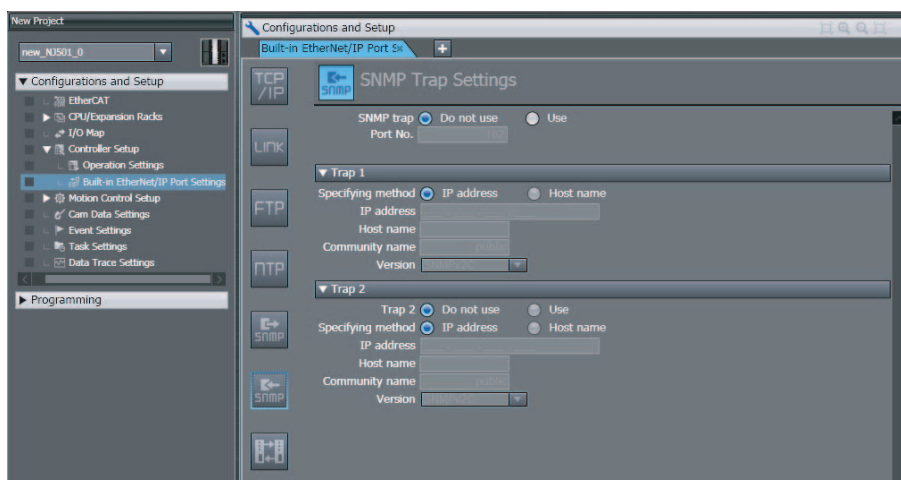 New Project
new_NJ501_0
▼ Configurations and Setup
EtherCAT
▶ CPU/Expansion Racks
I/O Map
▼ Controller Setup
Operation Settings
Built-in EtherNet/IP Port Settings
▶ Motion Control Setup
Cam Data Settings
Event Settings
Task Settings
Data Trace Settings
▶ Programming
Configurations and Setup
Built-in EtherNet/IP Port S
TCP
/IP
LINK
FTP
NTP
SNMP
SNMP
SNMP
SNMP Trap Settings
SNMP trap Do not use Use
Port No. 162
▼ Trap 1
Specifying method IP address Host name
IP address
Host name
Community name public
Version SNMPv2C
▼ Trap 2
Trap 2 Do not use Use
Specifying method IP address Host name
IP address
Host name
Community name public
Version SNMPv2C